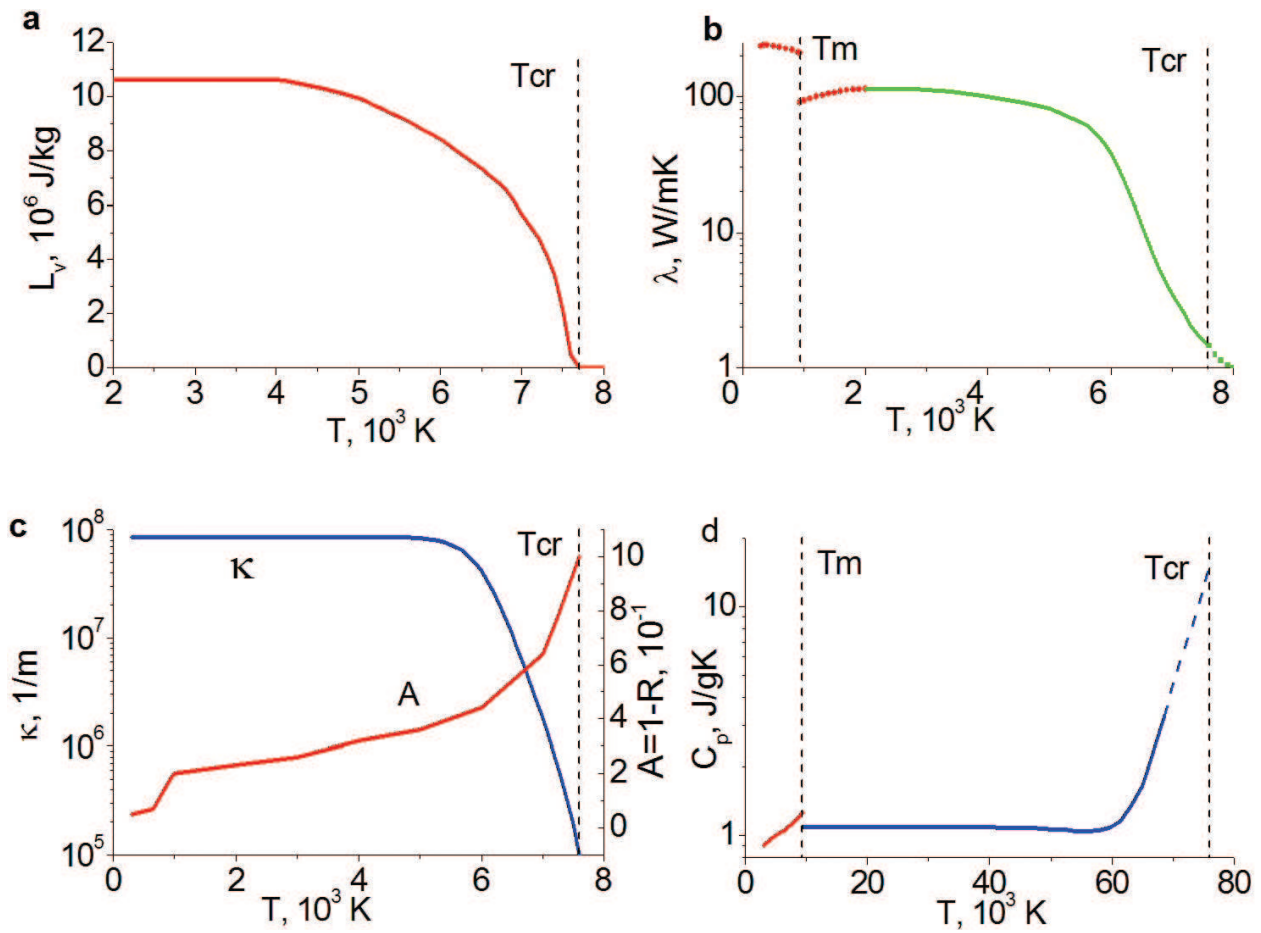 a
12
10
8
6
4
2
0
L_v, 10^6 J/kg
Tcr
2 3 4 5 6 7 8
T, 10^3 K
b
100
10
1
λ, W/mK
Tm
Tcr
0 2 4 6 8
T, 10^3 K
c
10^8
10^7
10^6
10^5
κ, 1/m
κ
A
Tcr
10
8
6
4
2
0
A=1-R, 10^-1
2 4 6 8
T, 10^3 K
d
10
1
C_p, J/gK
Tm
Tcr
0 20 40 60 80
T, 10^3 K